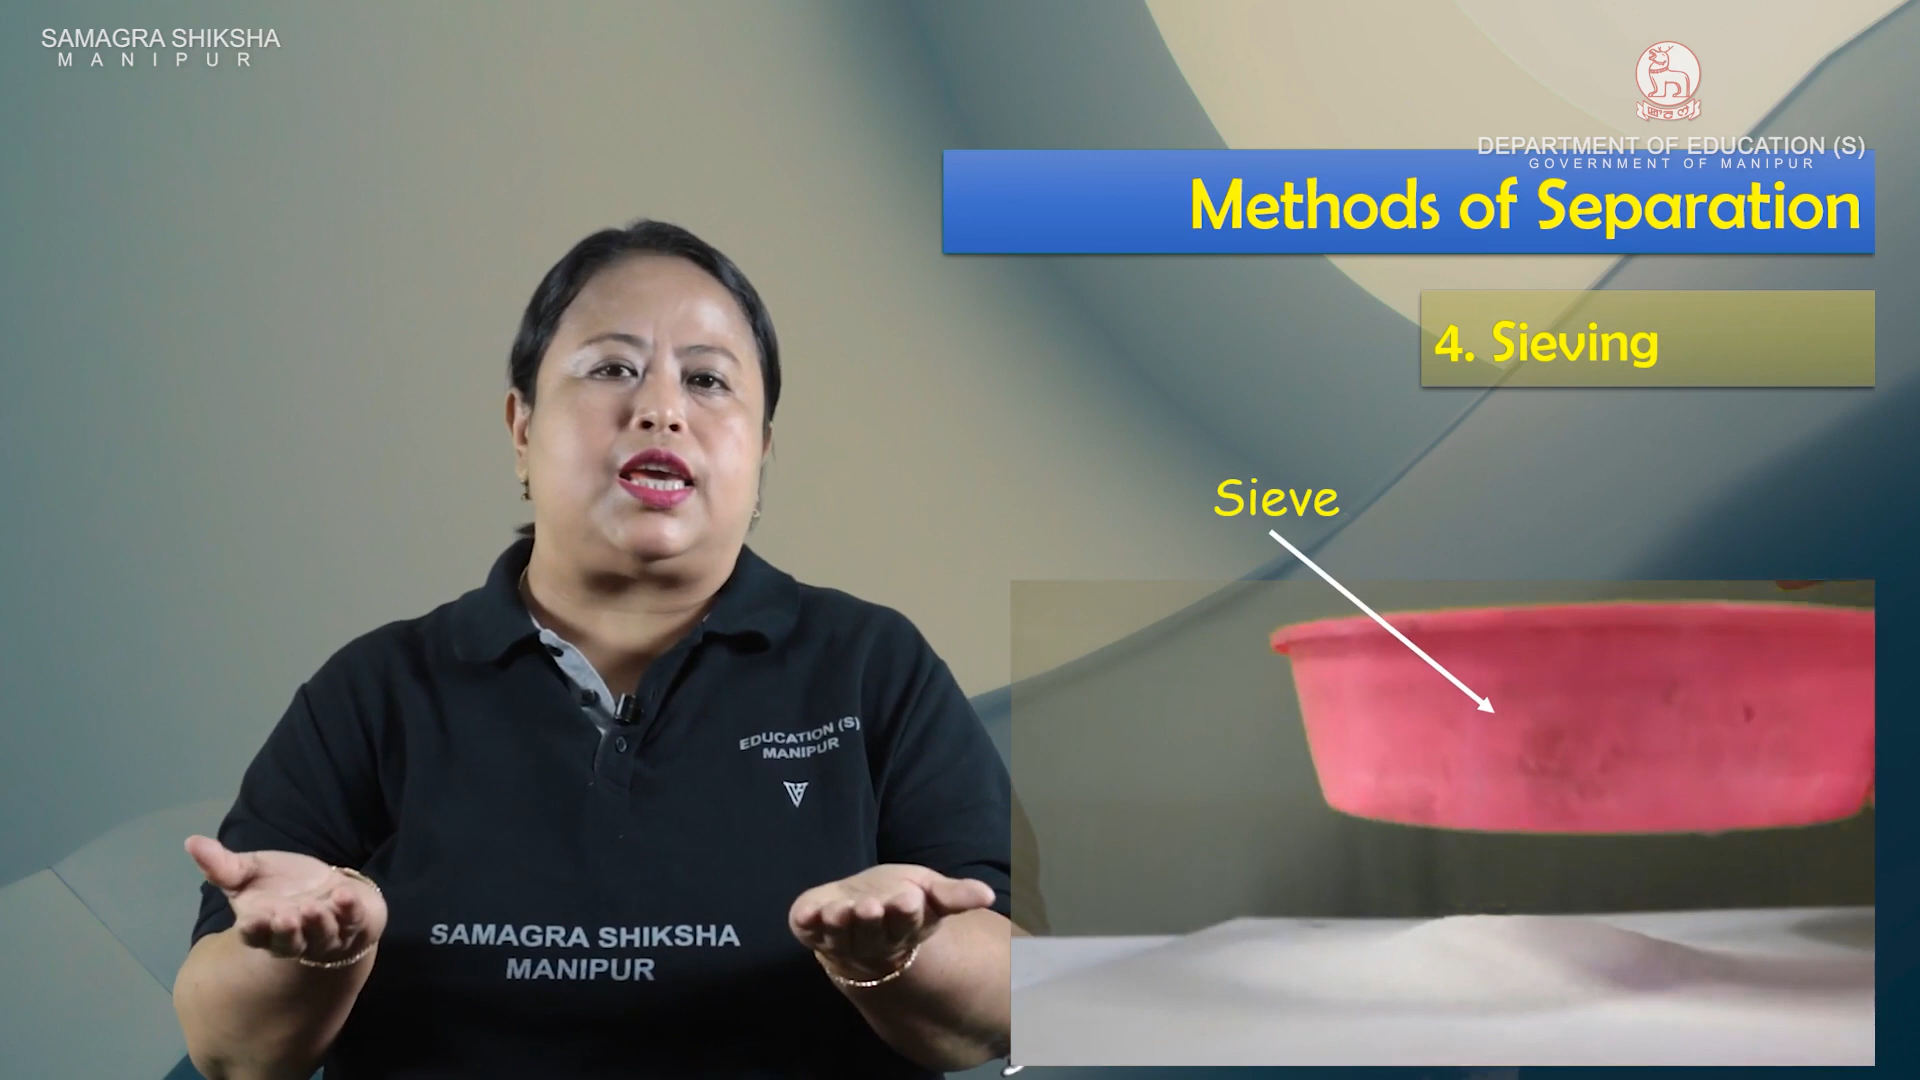 SAMAGRA SHIKSHA
MANIPUR
DEPARTMENT OF EDUCATION (S)
GOVERNMENT OF MANIPUR
Methods of Separation
4. Sieving
Sieve
EDUCATION (S)
MANIPUR
SAMAGRA SHIKSHA
MANIPUR